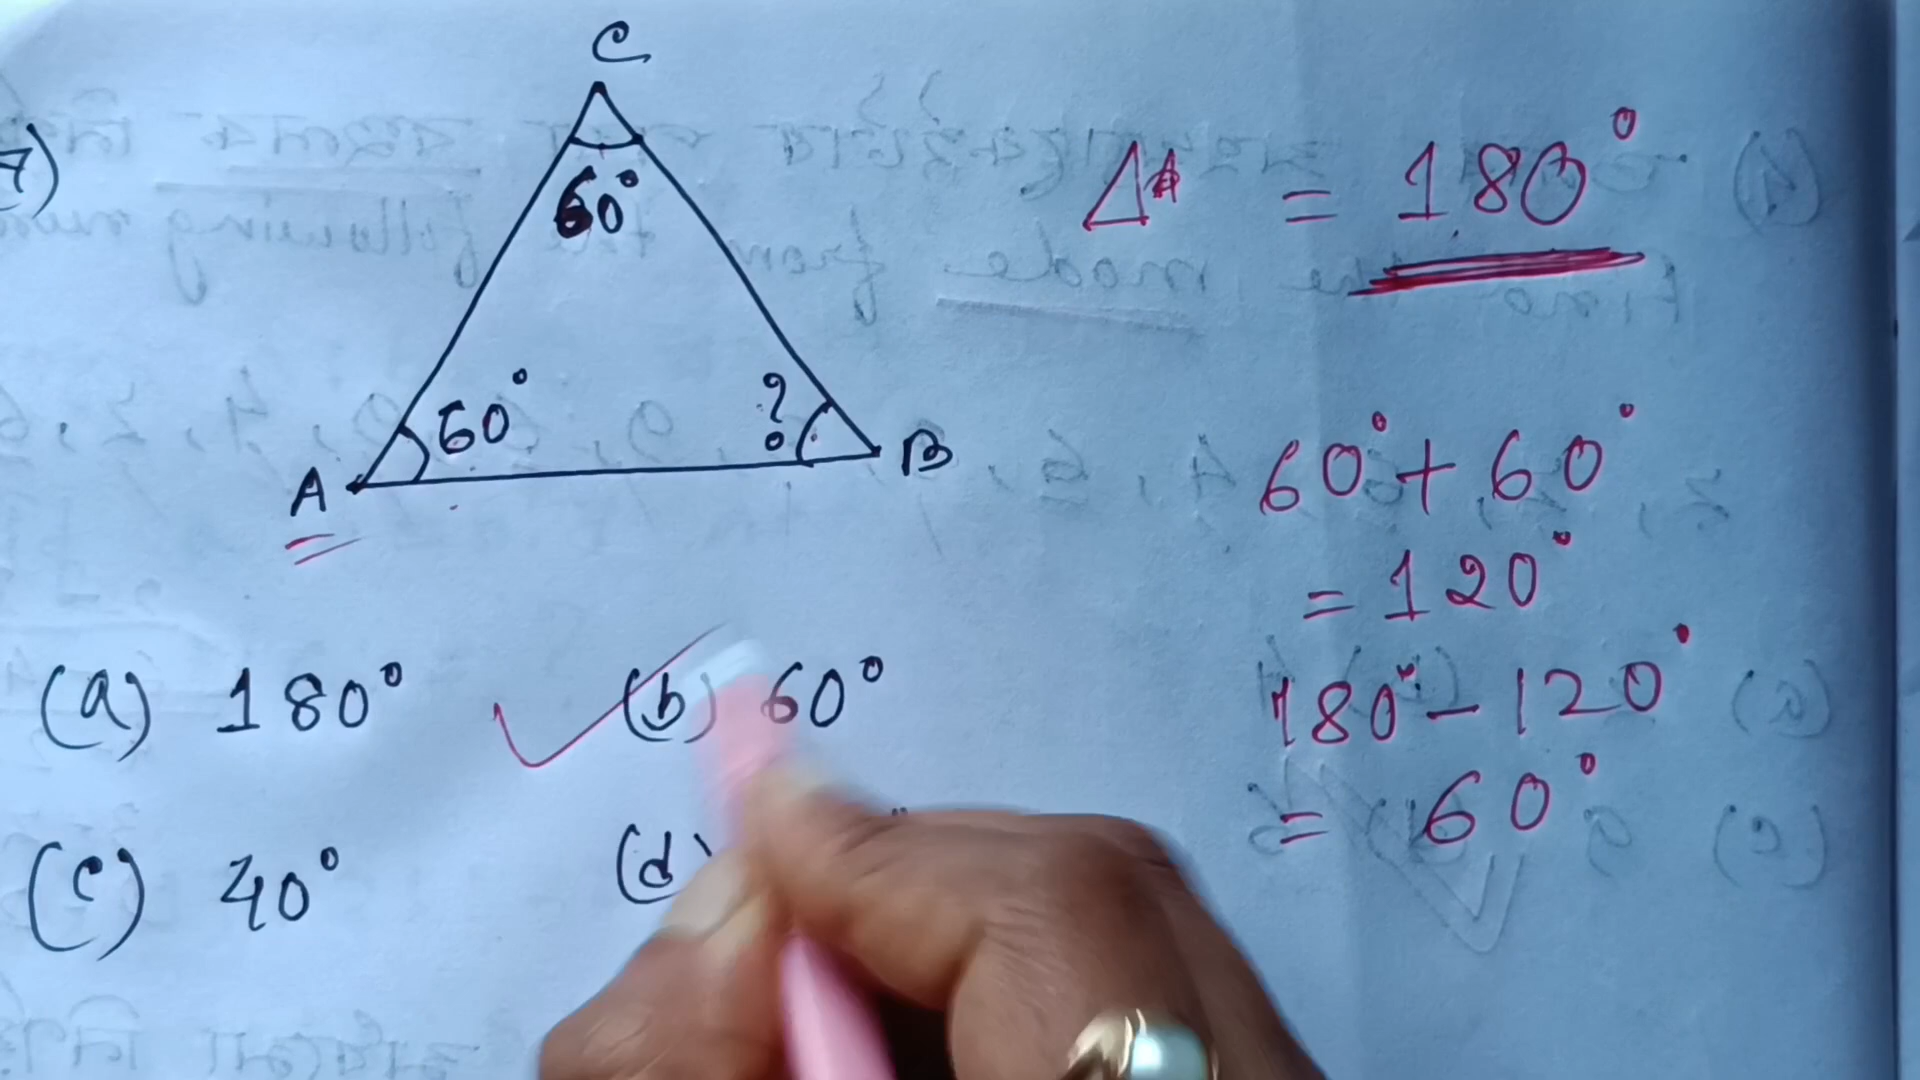 7)
C
60°
60°
?
A
B
(a) 180°
(b) 60°
(c) 40°
(d)
Δ = 180°
60° + 60°
= 120°
180° - 120°
= 60°